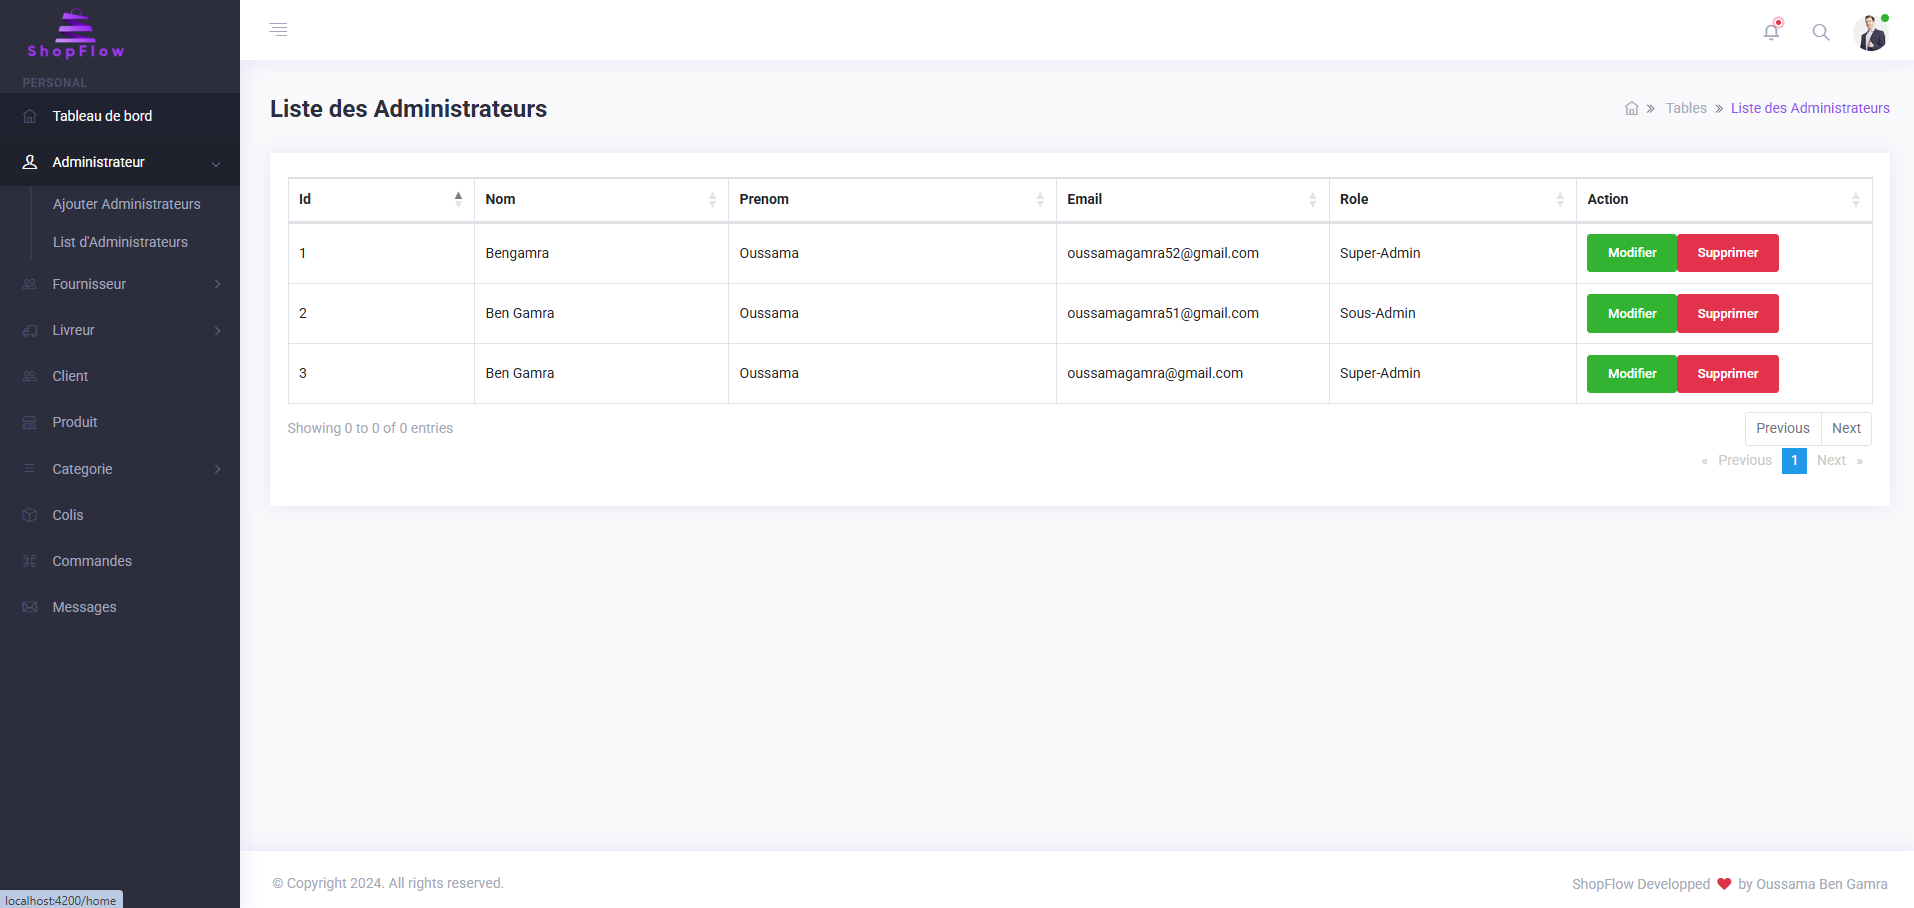 ShopFlow
PERSONAL
Tableau de bord
Administrateur
Ajouter Administrateurs
List d'Administrateurs
Fournisseur
Livreur
Client
Produit
Categorie
Colis
Commandes
Messages
localhost:4200/home
Liste des Administrateurs
Tables » Liste des Administrateurs
Id Nom Prenom Email Role Action
1 Bengamra Oussama oussamagamra52@gmail.com Super-Admin Modifier Supprimer
2 Ben Gamra Oussama oussamagamra51@gmail.com Sous-Admin Modifier Supprimer
3 Ben Gamra Oussama oussamagamra@gmail.com Super-Admin Modifier Supprimer
Showing 0 to 0 of 0 entries
Previous Next
« Previous 1 Next »
© Copyright 2024. All rights reserved.
ShopFlow Developped ❤ by Oussama Ben Gamra